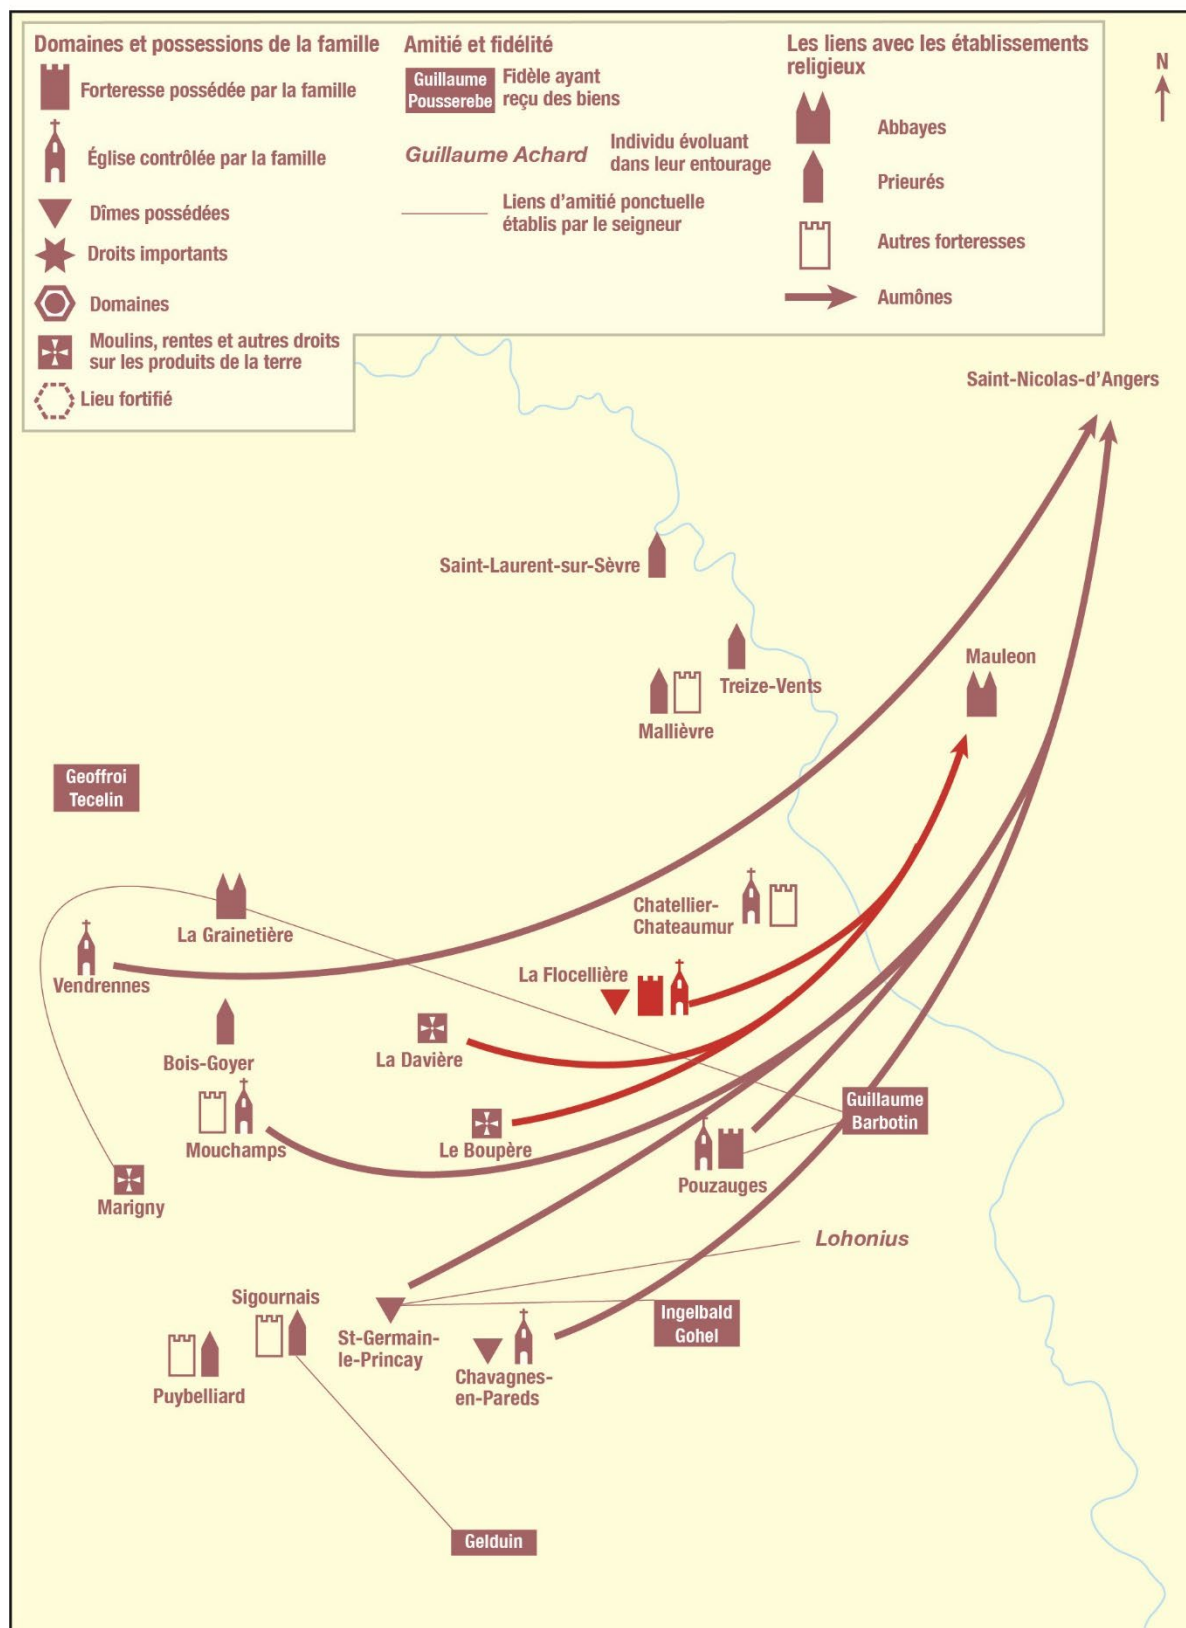 Domaines et possessions de la famille
Forteresse possédée par la famille
Église contrôlée par la famille
Dîmes possédées
Droits importants
Domaines
Moulins, rentes et autres droits
sur les produits de la terre
Lieu fortifié
Amitié et fidélité
Guillaume
Pousserebe
Fidèle ayant
reçu des biens
Guillaume Achard
Individu évoluant
dans leur entourage
Liens d'amitié ponctuelle
établis par le seigneur
Les liens avec les établissements
religieux
Abbayes
Prieurés
Autres forteresses
Aumônes
N
Saint-Nicolas-d'Angers
Saint-Laurent-sur-Sèvre
Treize-Vents
Mallièvre
Mauleon
Geoffroi
Tecelin
La Grainetière
Vendrennes
Chatellier-
Chateaumur
La Flocellière
Bois-Goyer
La Davière
Mouchamps
Le Boupère
Guillaume
Barbotin
Pouzauges
Marigny
Lohonius
Sigournais
St-Germain-
le-Princay
Ingelbald
Gohel
Puybelliard
Chavagnes-
en-Pareds
Gelduin